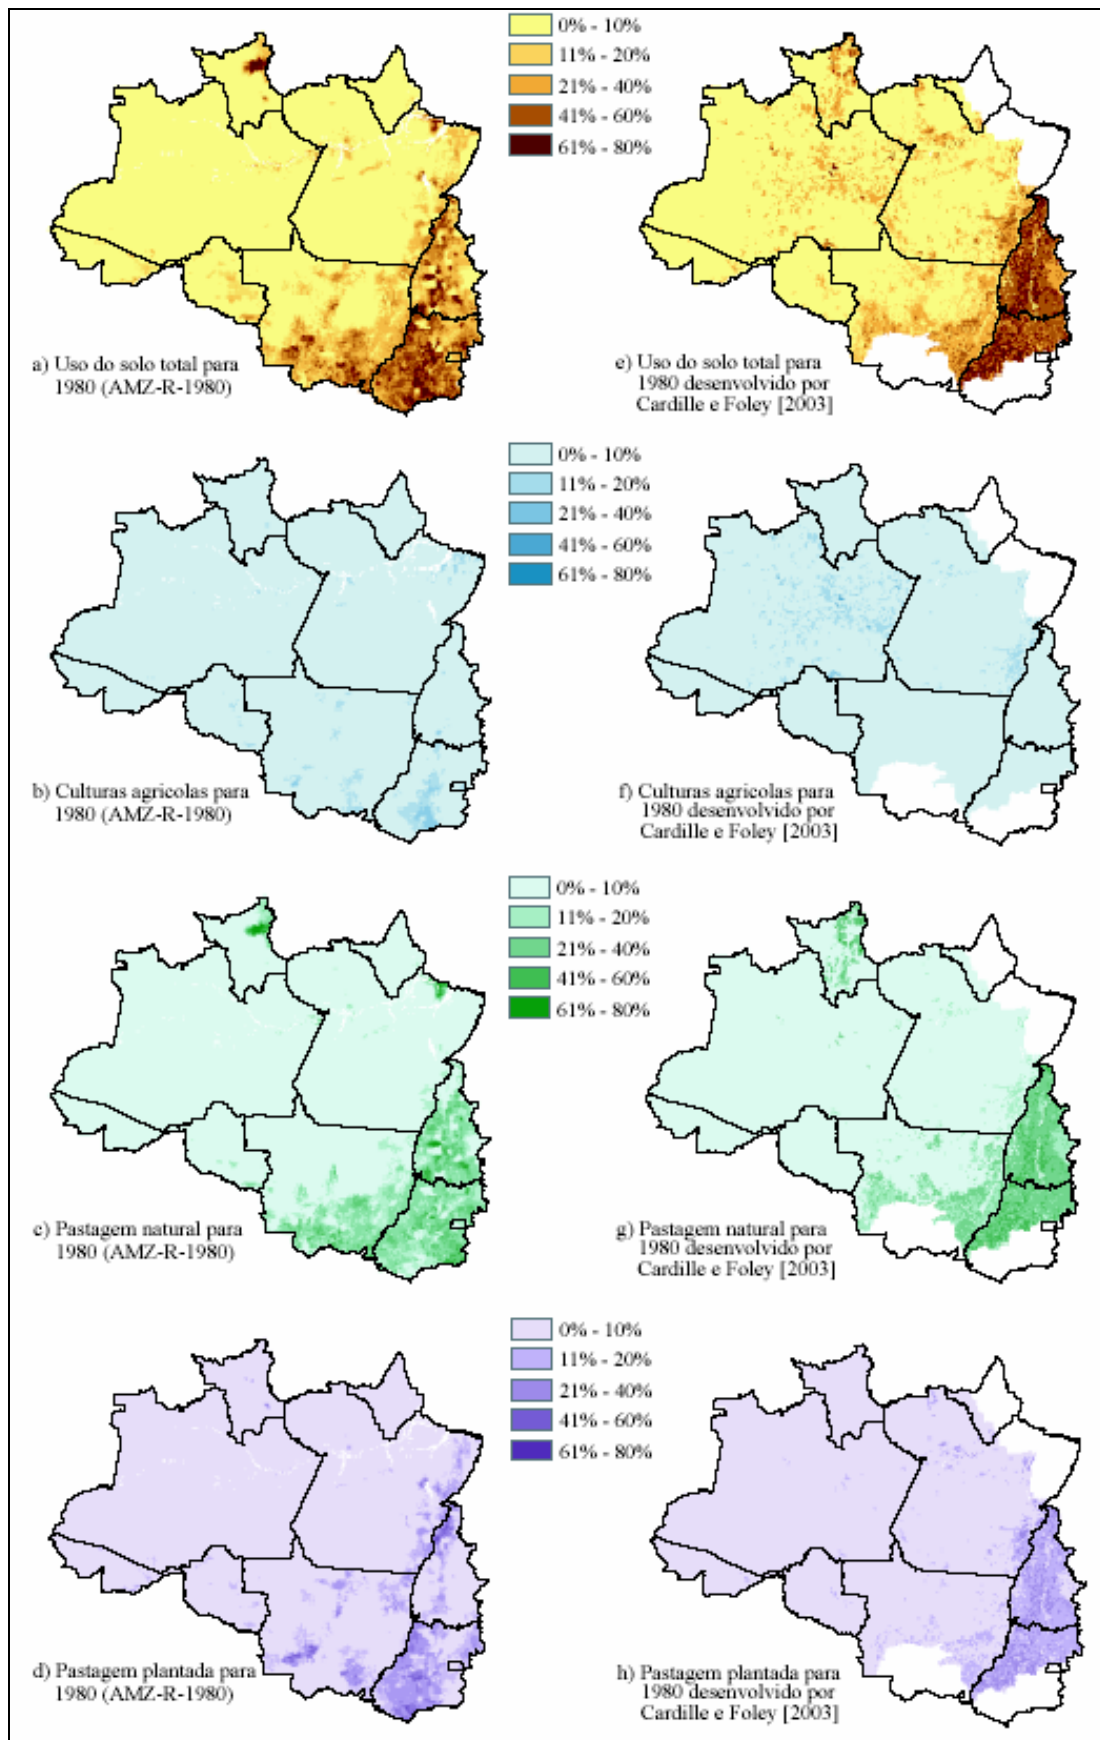 0% - 10%
11% - 20%
21% - 40%
41% - 60%
61% - 80%
a) Uso do solo total para
1980 (AMZ-R-1980)
e) Uso do solo total para
1980 desenvolvido por
Cardille e Foley [2003]
0% - 10%
11% - 20%
21% - 40%
41% - 60%
61% - 80%
b) Culturas agricolas para
1980 (AMZ-R-1980)
f) Culturas agricolas para
1980 desenvolvido por
Cardille e Foley [2003]
0% - 10%
11% - 20%
21% - 40%
41% - 60%
61% - 80%
c) Pastagem natural para
1980 (AMZ-R-1980)
g) Pastagem natural para
1980 desenvolvido por
Cardille e Foley [2003]
0% - 10%
11% - 20%
21% - 40%
41% - 60%
61% - 80%
d) Pastagem plantada para
1980 (AMZ-R-1980)
h) Pastagem plantada para
1980 desenvolvido por
Cardille e Foley [2003]